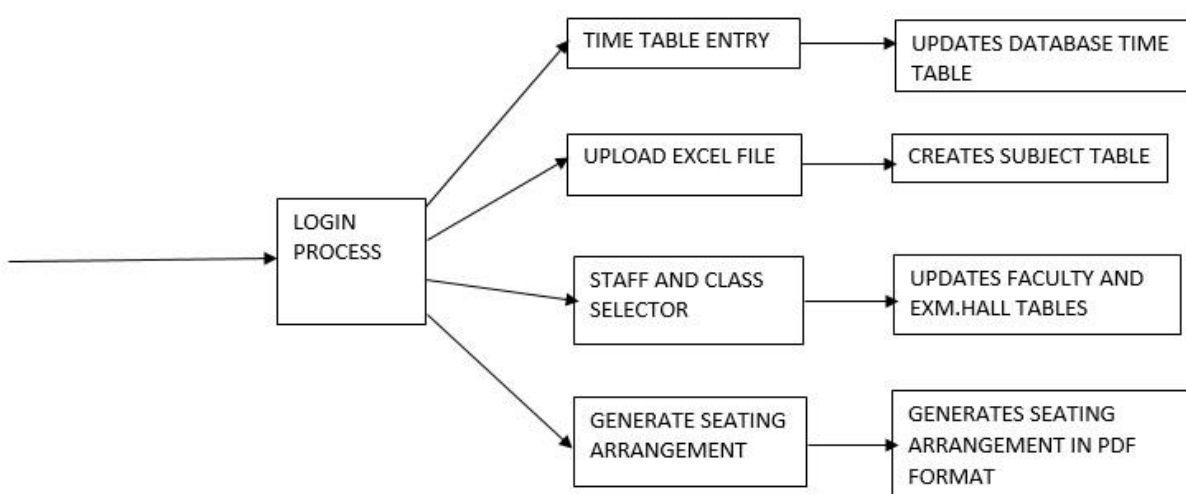 TIME TABLE ENTRY
UPDATES DATABASE TIME
TABLE
UPLOAD EXCEL FILE
CREATES SUBJECT TABLE
LOGIN
PROCESS
STAFF AND CLASS
SELECTOR
UPDATES FACULTY AND
EXM.HALL TABLES
GENERATE SEATING
ARRANGEMENT
GENERATES SEATING
ARRANGEMENT IN PDF
FORMAT